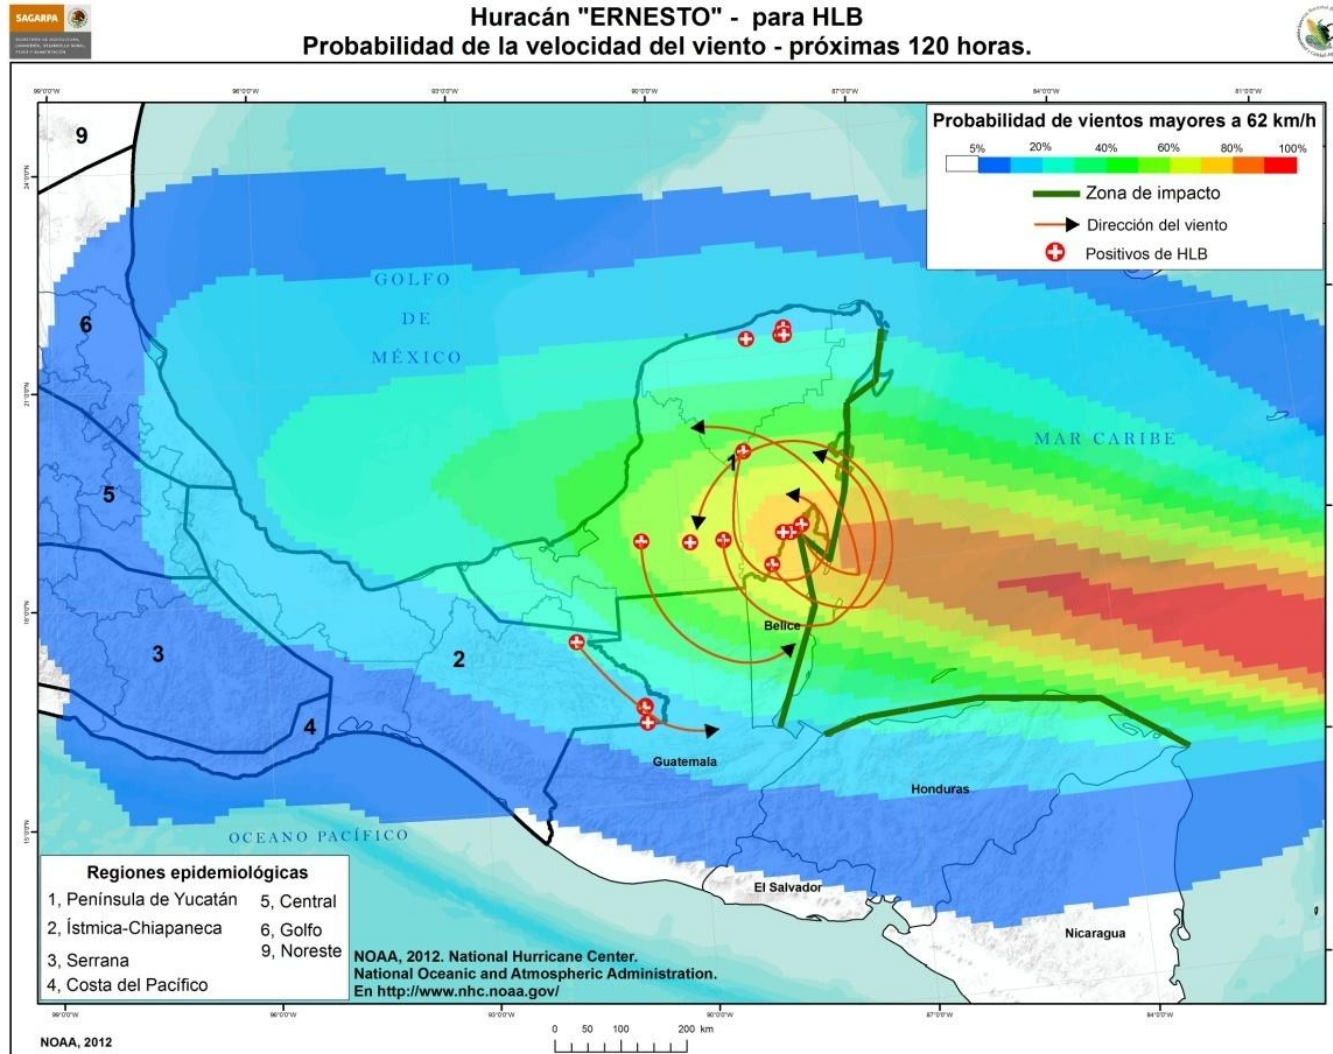 SAGARPA
Huracán "ERNESTO" - para HLB
Probabilidad de la velocidad del viento - próximas 120 horas.
Probabilidad de vientos mayores a 62 km/h
5% 20% 40% 60% 80% 100%
Zona de impacto
Dirección del viento
Positivos de HLB
9
GOLFO
DE
MÉXICO
6
MAR CARIBE
1
5
Belice
3
2
4
Guatemala
Honduras
OCEANO PACÍFICO
El Salvador
Nicaragua
Regiones epidemiológicas
1, Península de Yucatán
2, Ístmica-Chiapaneca
3, Serrana
4, Costa del Pacífico
5, Central
6, Golfo
9, Noreste
NOAA, 2012. National Hurricane Center.
National Oceanic and Atmospheric Administration.
En http://www.nhc.noaa.gov/
0 50 100 200 km
NOAA, 2012